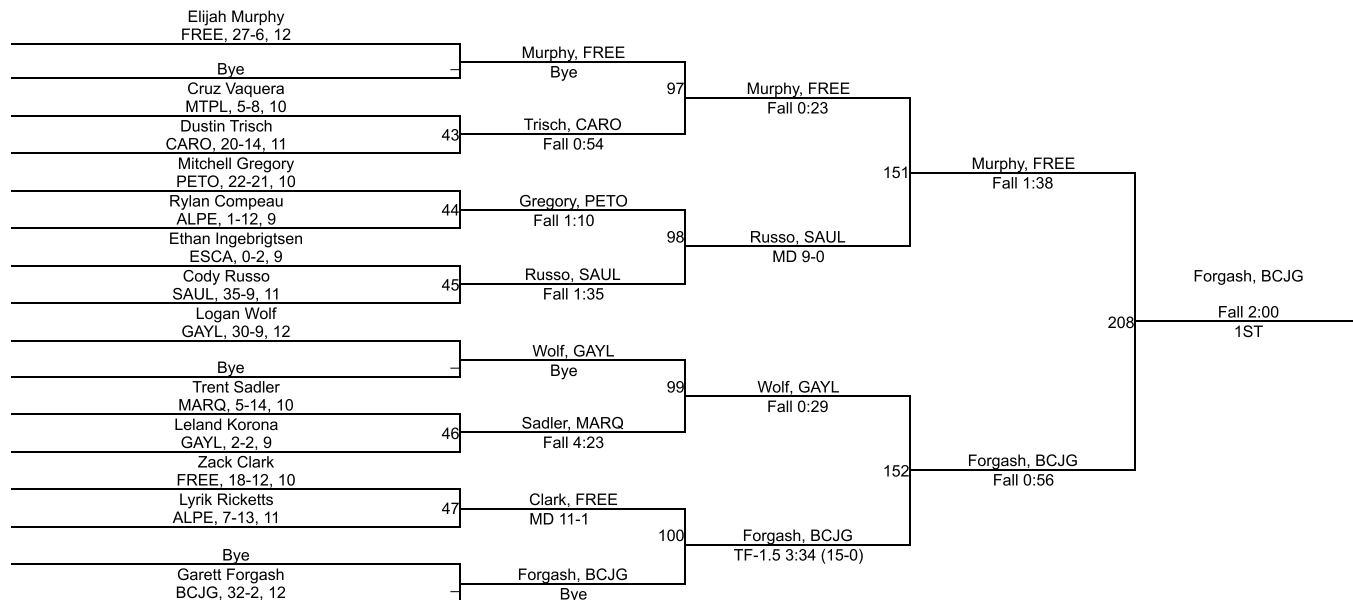 Elijah Murphy
FREE, 27-6, 12
Bye
Cruz Vaquera
MTPL, 5-8, 10
Dustin Trisch
CARO, 20-14, 11
43
Mitchell Gregory
PETO, 22-21, 10
Rylan Compeau
ALPE, 1-12, 9
44
Ethan Ingebrigtsen
ESCA, 0-2, 9
Cody Russo
SAUL, 35-9, 11
45
Logan Wolf
GAYL, 30-9, 12
Bye
Trent Sadler
MARQ, 5-14, 10
Leland Korona
GAYL, 2-2, 9
46
Zack Clark
FREE, 18-12, 10
Lyrik Ricketts
ALPE, 7-13, 11
47
Bye
Garett Forgash
BCJG, 32-2, 12
Murphy, FREE
Bye
97
Trisch, CARO
Fall 0:54
Gregory, PETO
Fall 1:10
98
Russo, SAUL
Fall 1:35
Wolf, GAYL
Bye
99
Sadler, MARQ
Fall 4:23
Clark, FREE
MD 11-1
100
Forgash, BCJG
Bye
Murphy, FREE
Fall 0:23
151
Russo, SAUL
MD 9-0
Wolf, GAYL
Fall 0:29
152
Forgash, BCJG
TF-1.5 3:34 (15-0)
Murphy, FREE
Fall 1:38
208
Forgash, BCJG
Fall 0:56
Forgash, BCJG
Fall 2:00
1ST